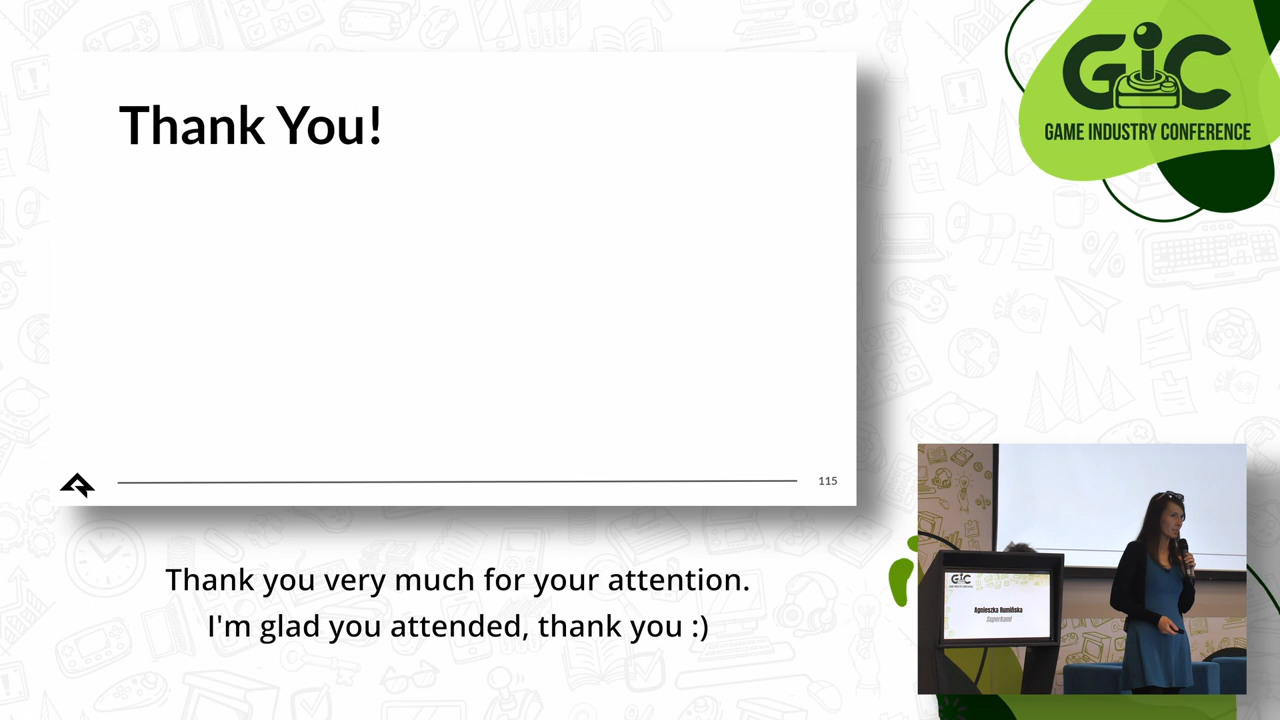 Thank You!
GIC
GAME INDUSTRY CONFERENCE
115
Thank you very much for your attention.
I'm glad you attended, thank you :)
GIC
Agnieszka Rumińska
Superkami